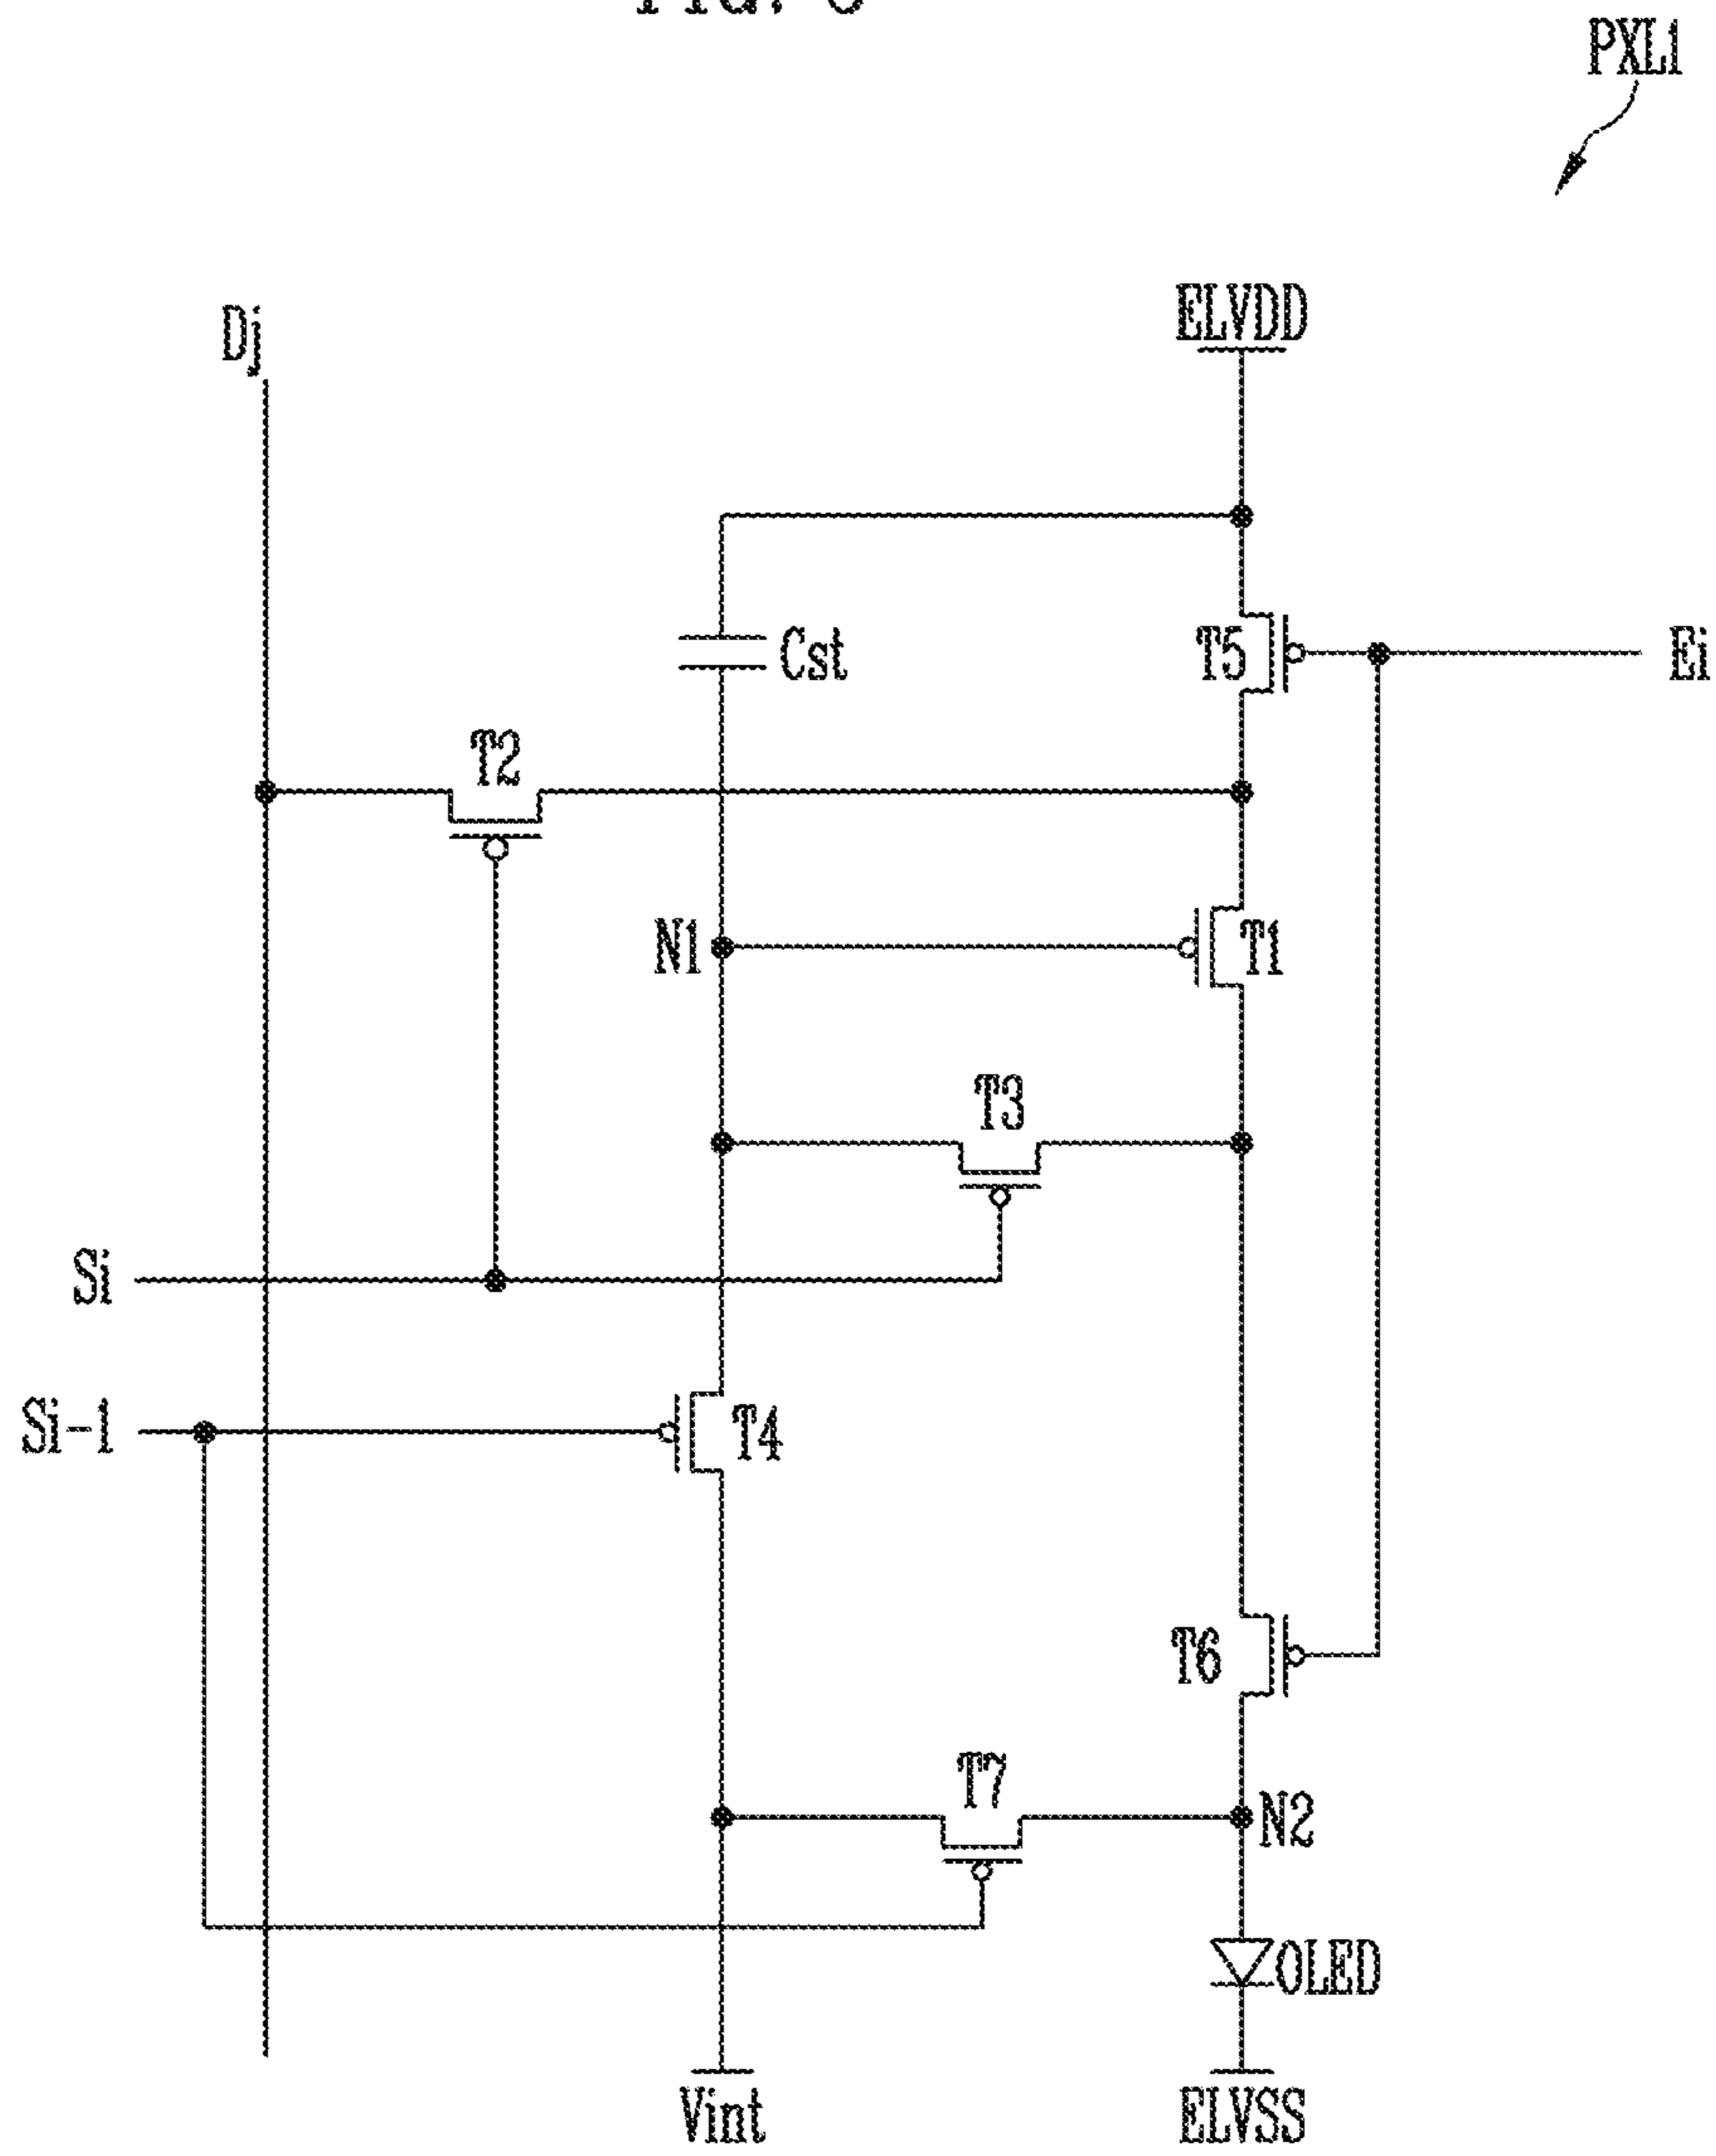 PXL1
Dj
ELVDD
Cst
T5
Ei
T2
N1
T1
T3
Si
Si-1
T4
T6
T7
N2
OLED
Vint
ELVSS